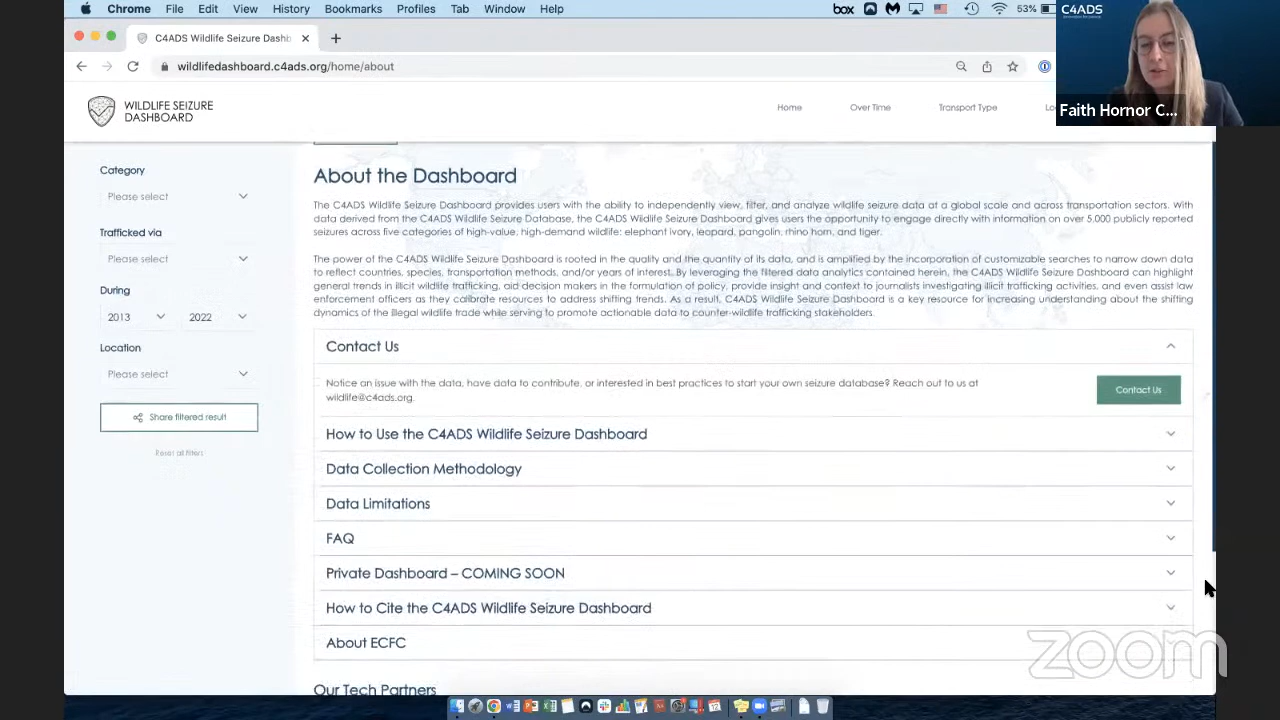 Chrome File Edit View History Bookmarks Profiles Tab Window Help
box
53%
C4ADS
C4ADS Wildlife Seizure Dashb
wildlifedashboard.c4ads.org/home/about
Faith Hornor C...
WILDLIFE SEIZURE
DASHBOARD
Home Over Time Transport Type Lo
Category
Please select
Trafficked via
Please select
During
2013 2022
Location
Please select
Share filtered result
Reset all filters
About the Dashboard
The C4ADS Wildlife Seizure Dashboard provides users with the ability to independently view, filter, and analyze wildlife seizure data at a global scale and across transportation sectors. With
data derived from the C4ADS Wildlife Seizure Database, the C4ADS Wildlife Seizure Dashboard gives users the opportunity to engage directly with information on over 5,000 publicly reported
seizures across five categories of high-value, high-demand wildlife: elephant ivory, leopard, pangolin, rhino horn, and tiger.
The power of the C4ADS Wildlife Seizure Dashboard is rooted in the quality and the quantity of its data, and is amplified by the incorporation of customizable searches to narrow down data
to reflect countries, species, transportation methods, and/or years of interest. By leveraging the filtered data analytics contained herein, the C4ADS Wildlife Seizure Dashboard can highlight
general trends in illicit wildlife trafficking, aid decision makers in the formulation of policy, provide insight and context to journalists investigating illicit trafficking activities, and even assist law
enforcement officers as they calibrate resources to address shifting trends. As a result, C4ADS Wildlife Seizure Dashboard is a key resource for increasing understanding about the shifting
dynamics of the illegal wildlife trade while serving to promote actionable data to counter-wildlife trafficking stakeholders.
Contact Us
Notice an issue with the data, have data to contribute, or interested in best practices to start your own seizure database? Reach out to us at
wildlife@c4ads.org.
Contact Us
How to Use the C4ADS Wildlife Seizure Dashboard
Data Collection Methodology
Data Limitations
FAQ
Private Dashboard – COMING SOON
How to Cite the C4ADS Wildlife Seizure Dashboard
About ECFC
Our Tech Partners
zoom